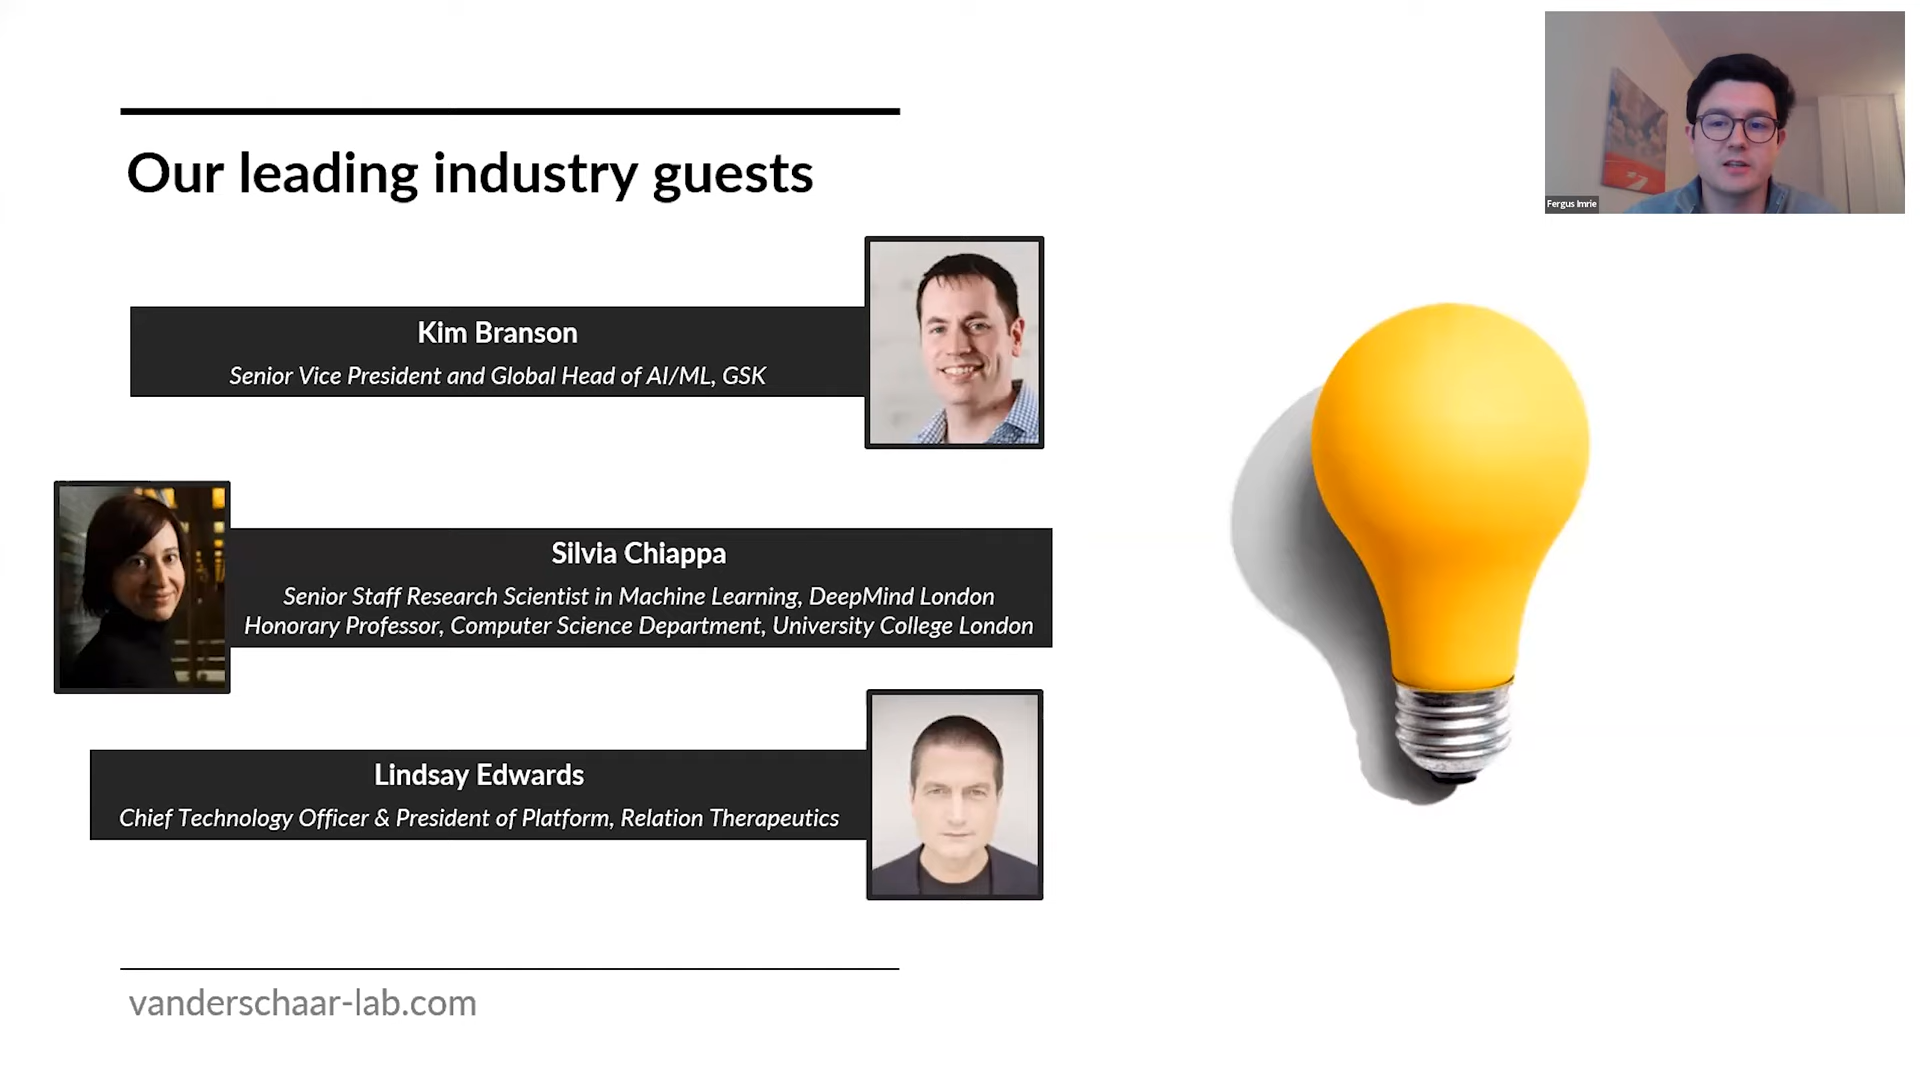 Our leading industry guests
Fergus Imrie
Kim Branson
Senior Vice President and Global Head of AI/ML, GSK
Silvia Chiappa
Senior Staff Research Scientist in Machine Learning, DeepMind London
Honorary Professor, Computer Science Department, University College London
Lindsay Edwards
Chief Technology Officer & President of Platform, Relation Therapeutics
vanderschaar-lab.com